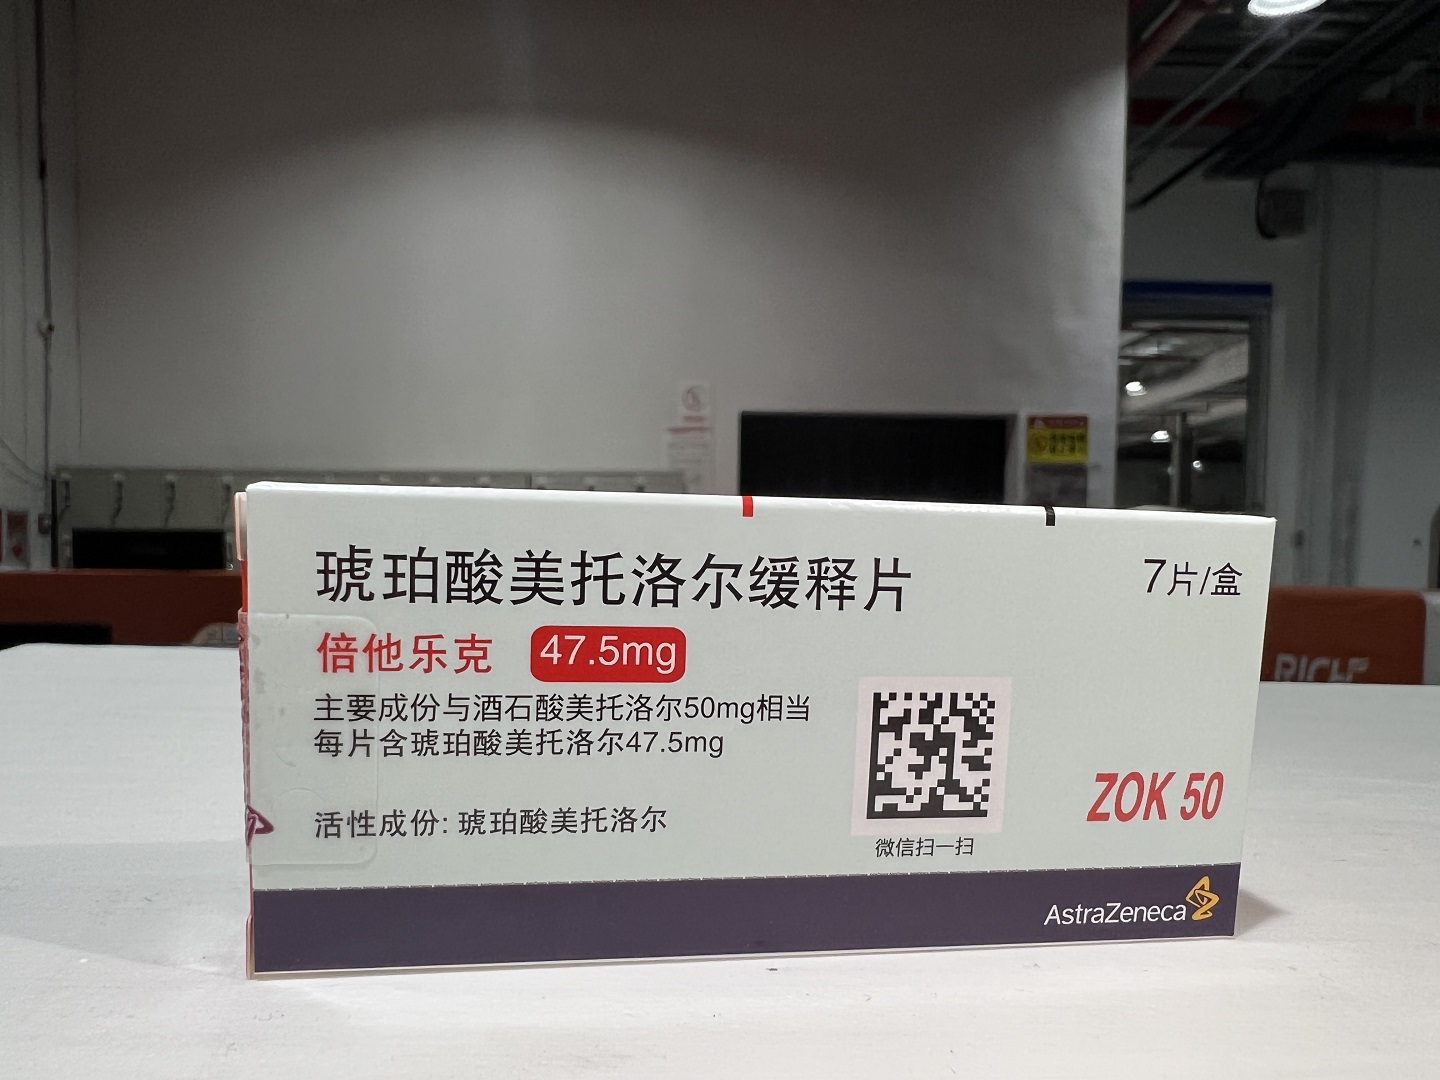 琥珀酸美托洛尔缓释片
7片/盒
倍他乐克 47.5mg
主要成份与酒石酸美托洛尔50mg相当
每片含琥珀酸美托洛尔47.5mg
活性成份: 琥珀酸美托洛尔
微信扫一扫
ZOK 50
AstraZeneca